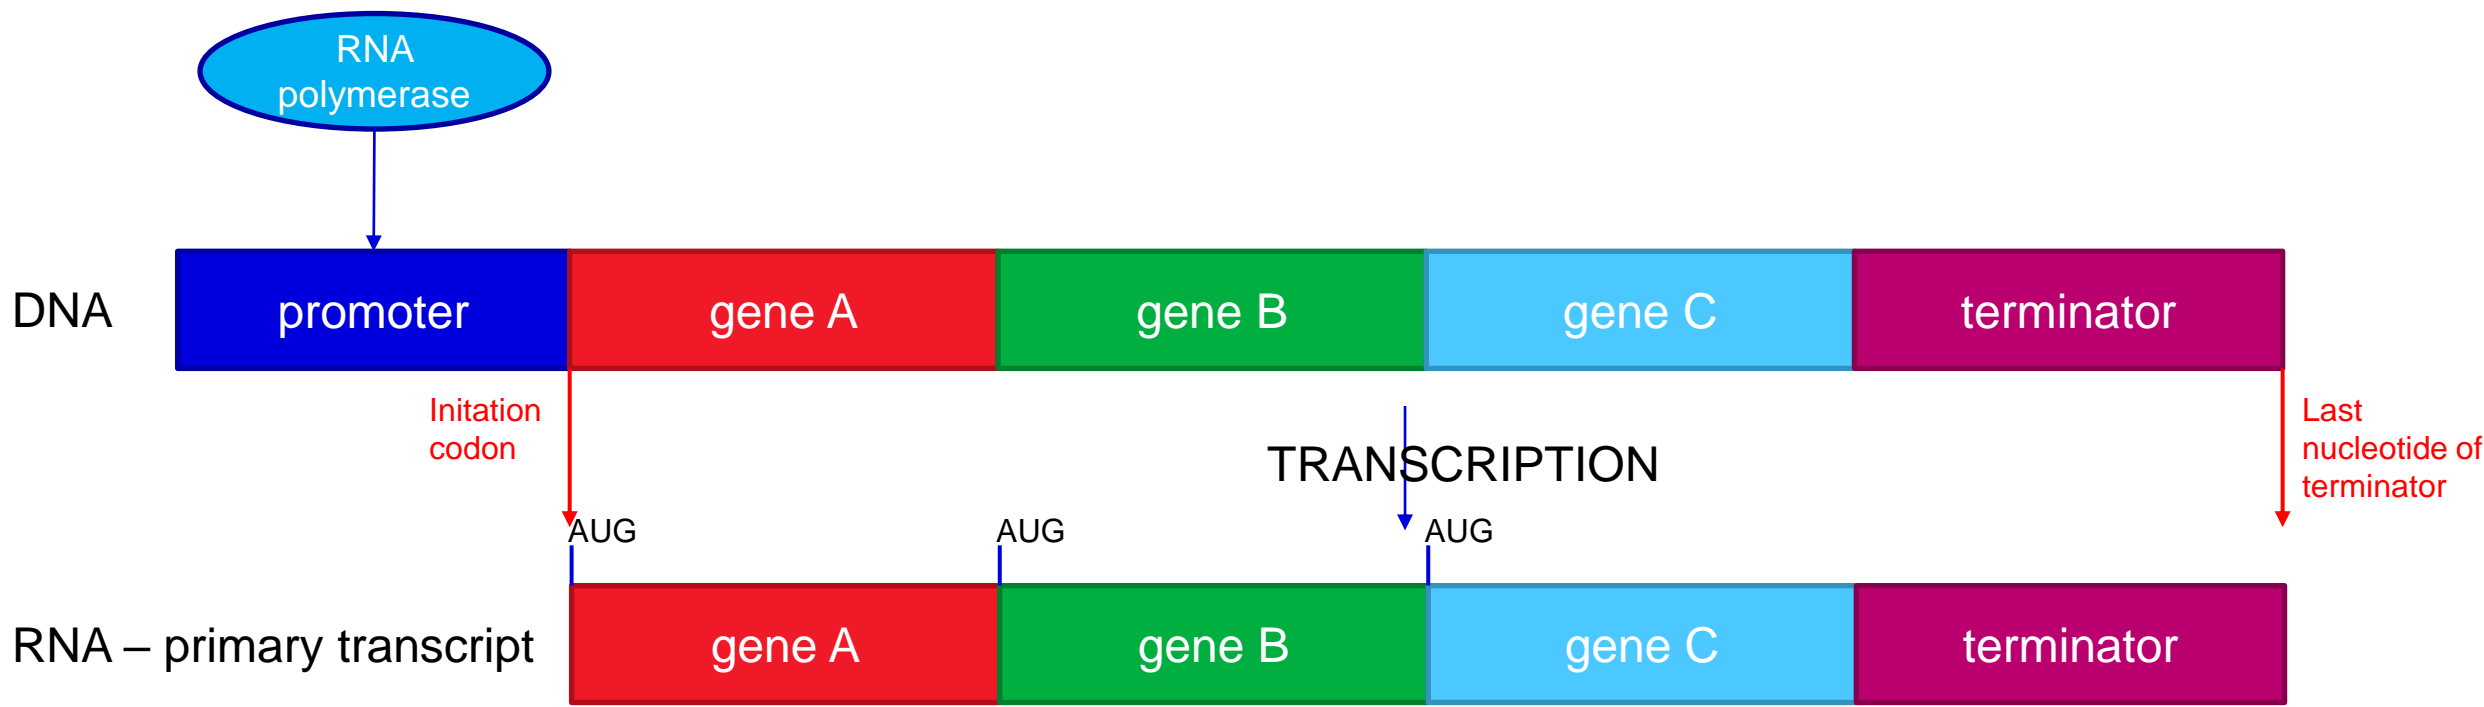 RNA
polymerase
DNA
promoter
gene A
gene B
gene C
terminator
Initation
codon
TRANSCRIPTION
Last
nucleotide of
terminator
AUG
AUG
AUG
RNA – primary transcript
gene A
gene B
gene C
terminator